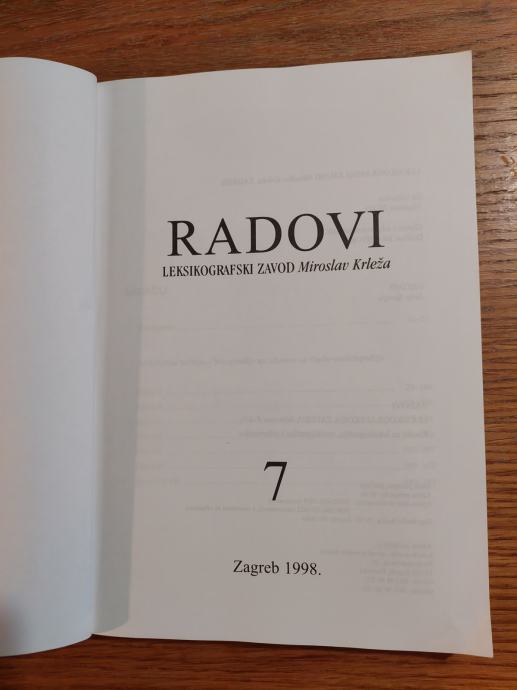 RADOVI
LEKSIKOGRAFSKI ZAVOD Miroslav Krleža
7
Zagreb 1998.